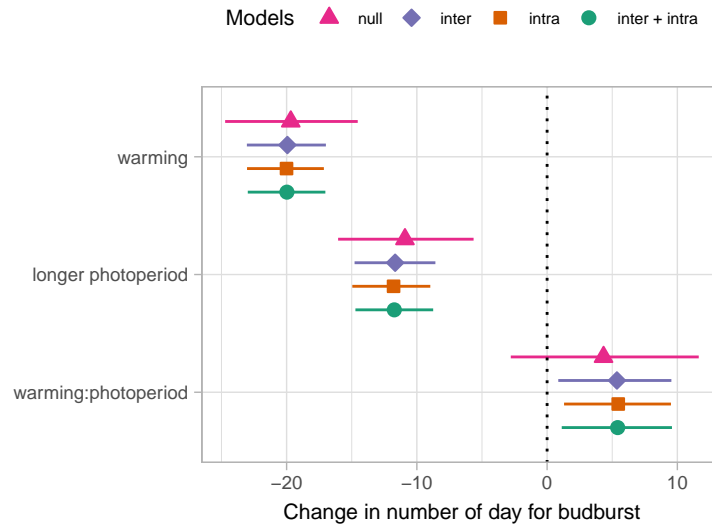 Models null inter intra inter + intra
warming
longer photoperiod
warming:photoperiod
−20 −10 0 10
Change in number of day for budburst